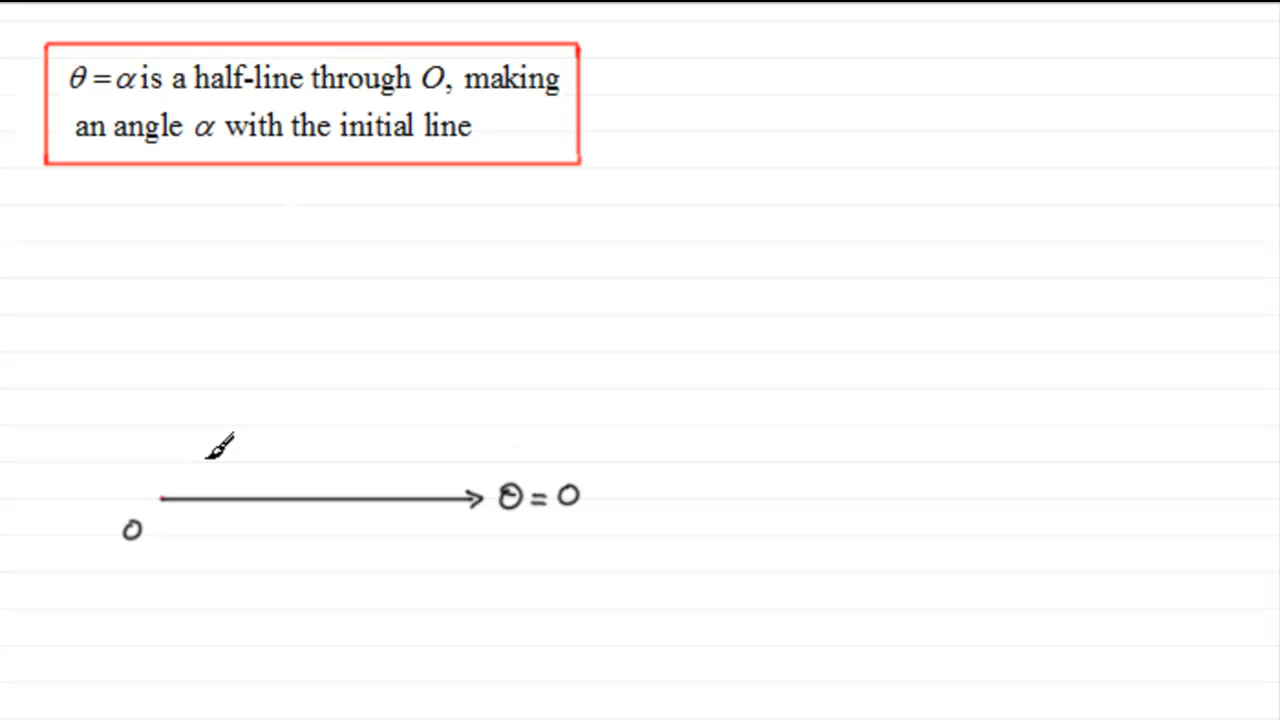 θ = α is a half-line through O, making
an angle α with the initial line
θ = 0
O